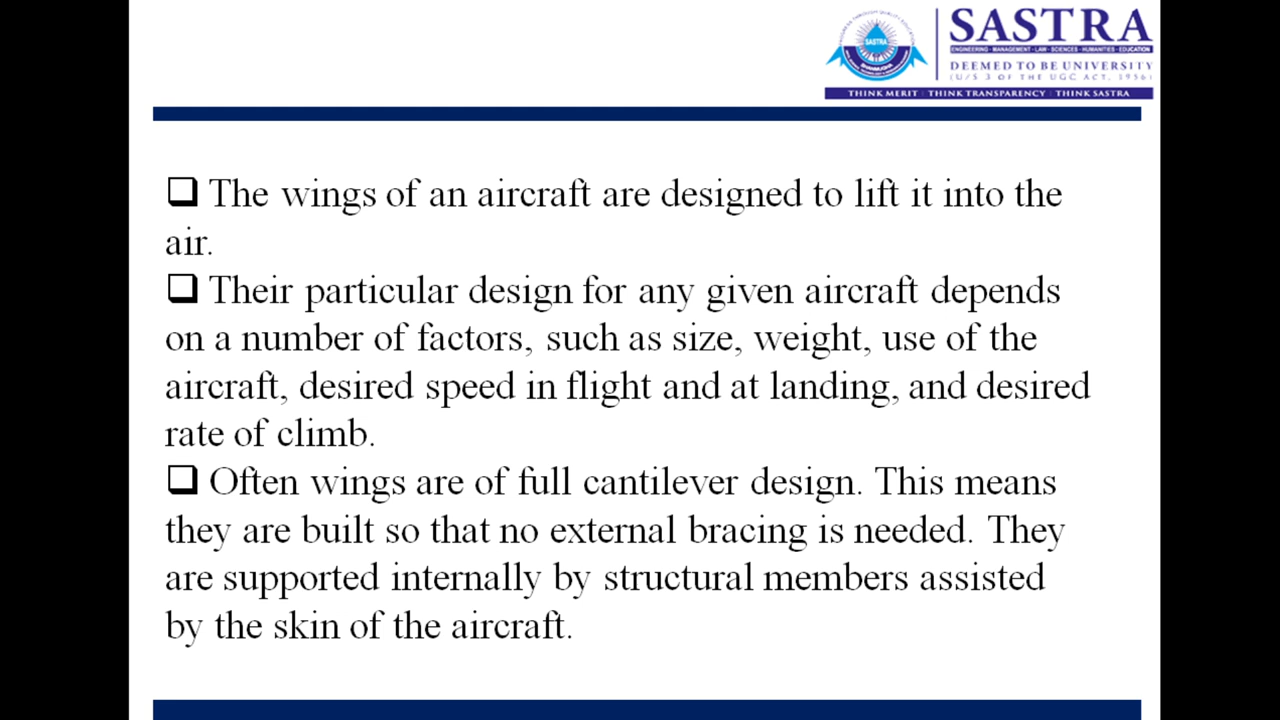 SASTRA
ENGINEERING · MANAGEMENT · LAW · SCIENCES · HUMANITIES · EDUCATION
DEEMED TO BE UNIVERSITY
(U/S 3 OF THE UGC ACT, 1956)
THINK MERIT | THINK TRANSPARENCY | THINK SASTRA
SASTRA
❑ The wings of an aircraft are designed to lift it into the
air.
❑ Their particular design for any given aircraft depends
on a number of factors, such as size, weight, use of the
aircraft, desired speed in flight and at landing, and desired
rate of climb.
❑ Often wings are of full cantilever design. This means
they are built so that no external bracing is needed. They
are supported internally by structural members assisted
by the skin of the aircraft.